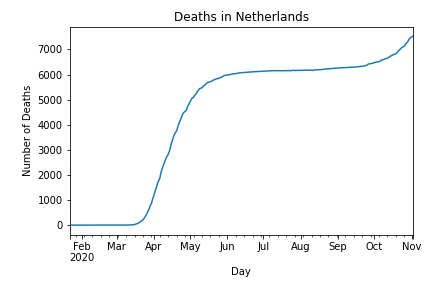 Deaths in Netherlands
Number of Deaths
7000
6000
5000
4000
3000
2000
1000
0
Feb Mar Apr May Jun Jul Aug Sep Oct Nov
2020
Day